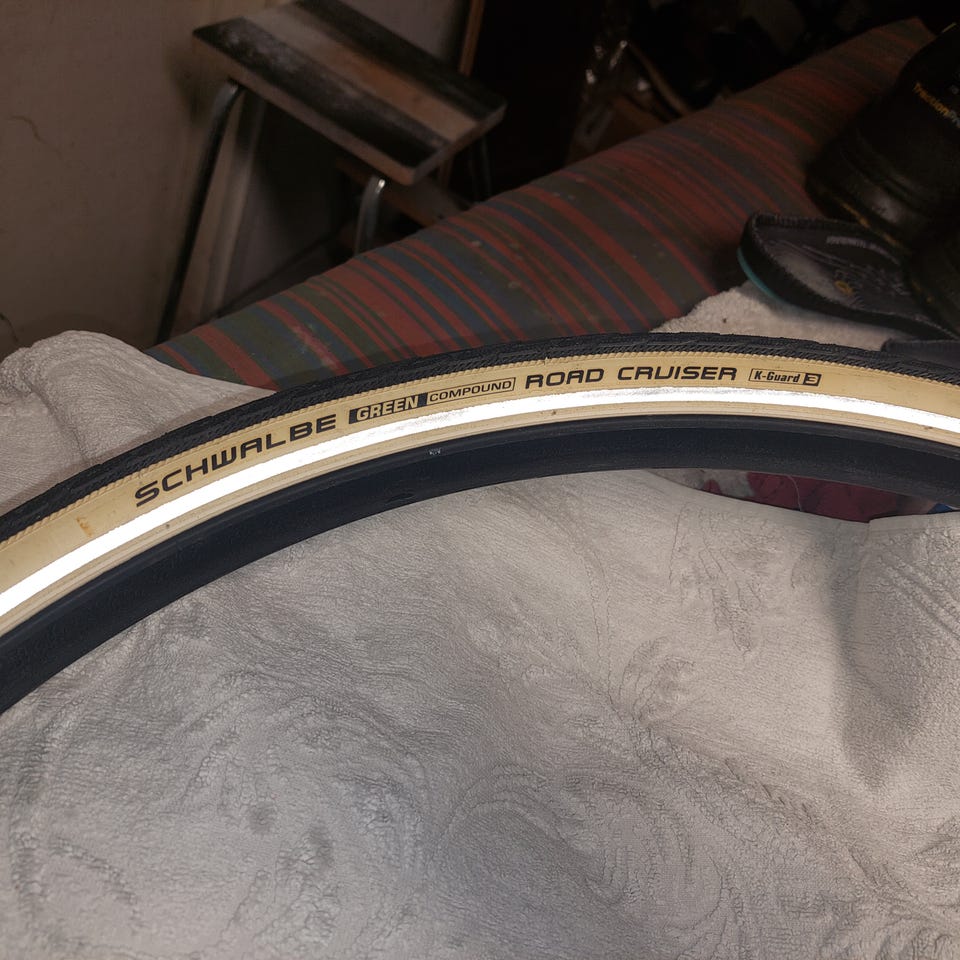 SCHWALBE GREEN COMPOUND ROAD CRUISER K-Guard 3